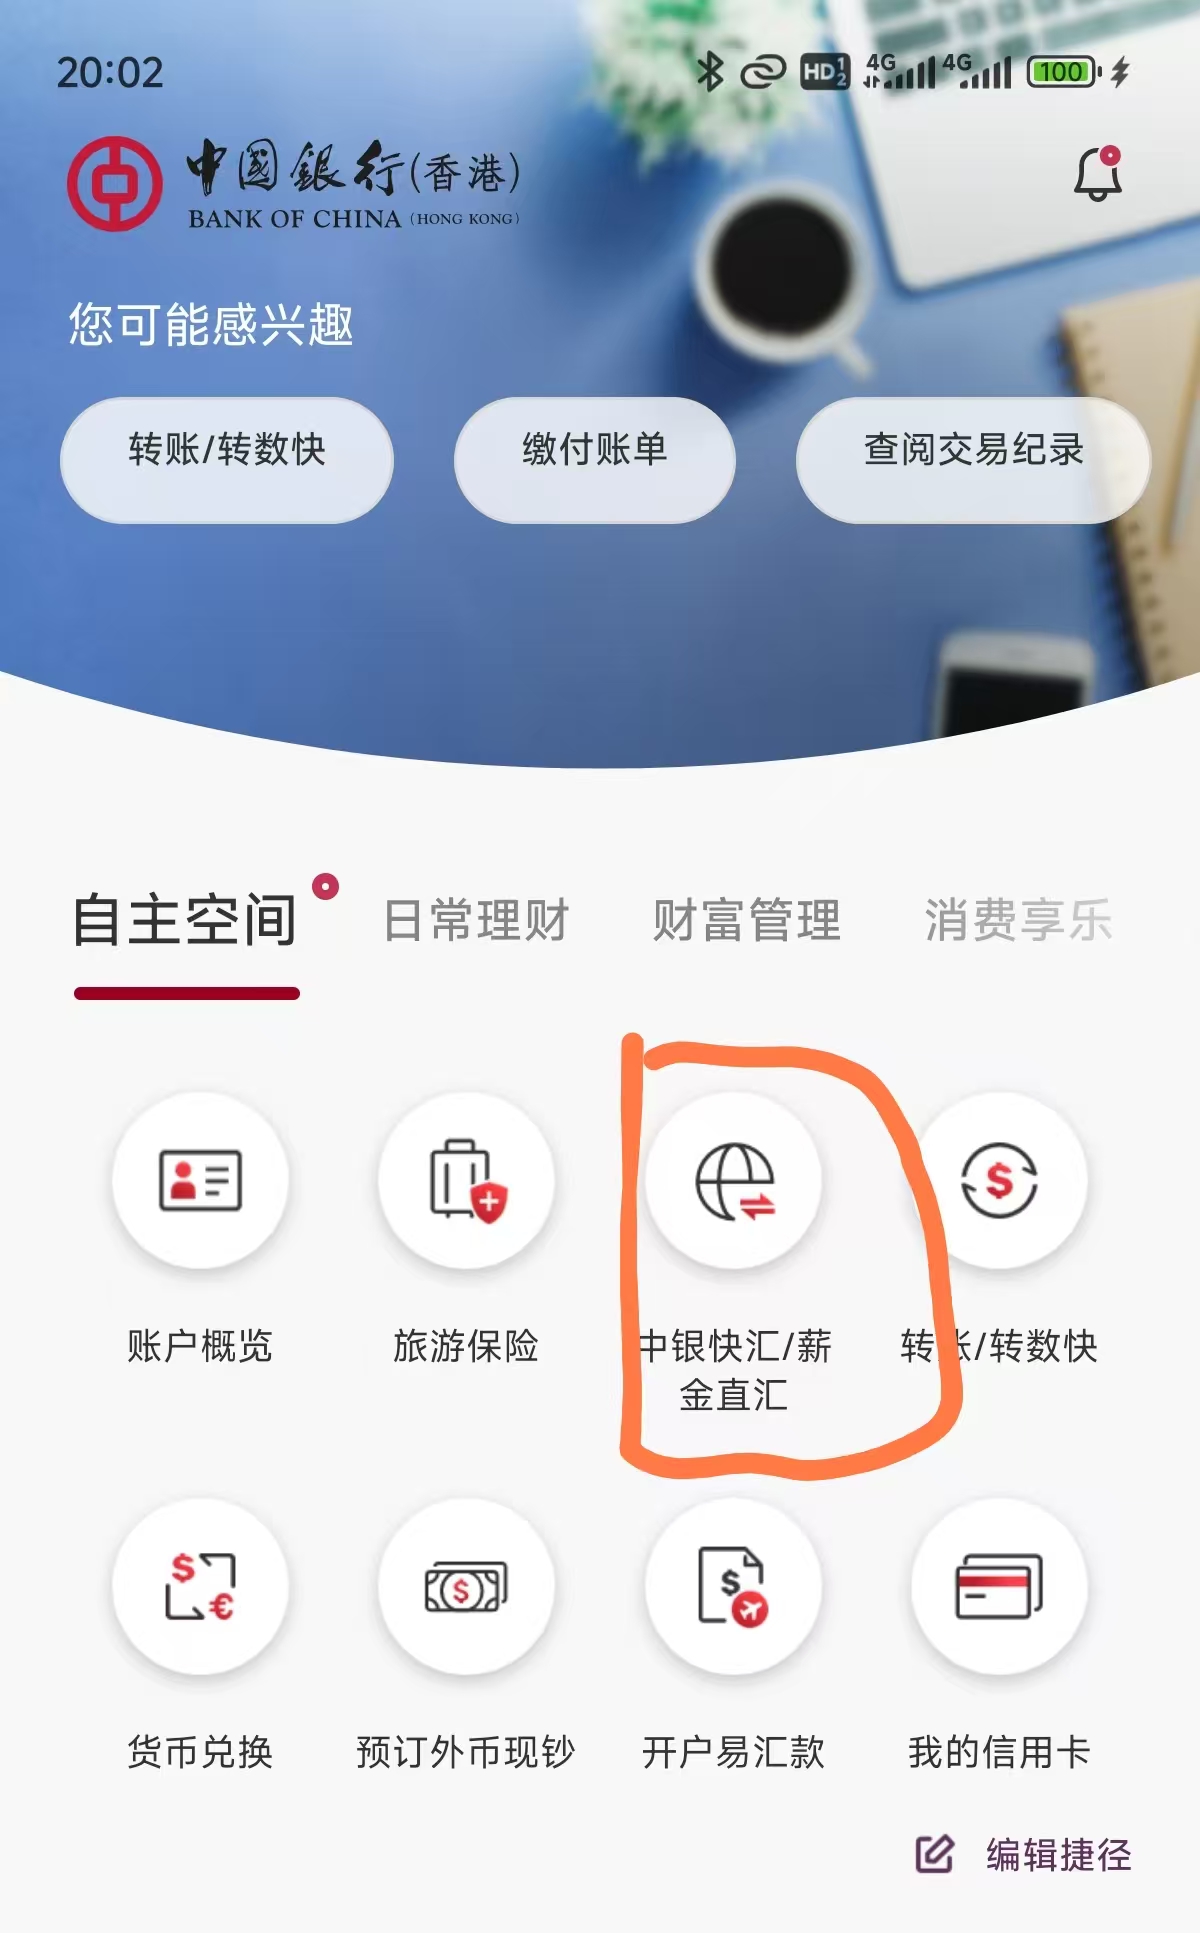 20:02
HD 1 2
4G
4G
100
中國銀行(香港)
BANK OF CHINA (HONG KONG)
您可能感兴趣
转账/转数快
缴付账单
查阅交易纪录
自主空间
日常理财
财富管理
消费享乐
账户概览
旅游保险
中银快汇/薪
金直汇
转账/转数快
货币兑换
预订外币现钞
开户易汇款
我的信用卡
编辑捷径